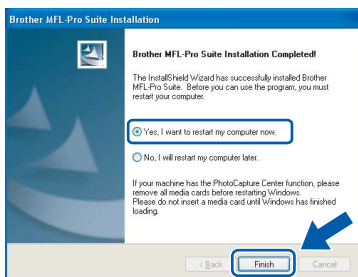 Brother MFL-Pro Suite Installation
Brother MFL-Pro Suite Installation Completed!
The InstallShield Wizard has successfully installed Brother
MFL-Pro Suite. Before you can use the program, you must
restart your computer.
Yes, I want to restart my computer now.
No, I will restart my computer later.
If your machine has the PhotoCapture Center function, please
remove all media cards before restarting Windows.
Please do not insert a media card until Windows has finished
loading.
< Back
Finish
Cancel